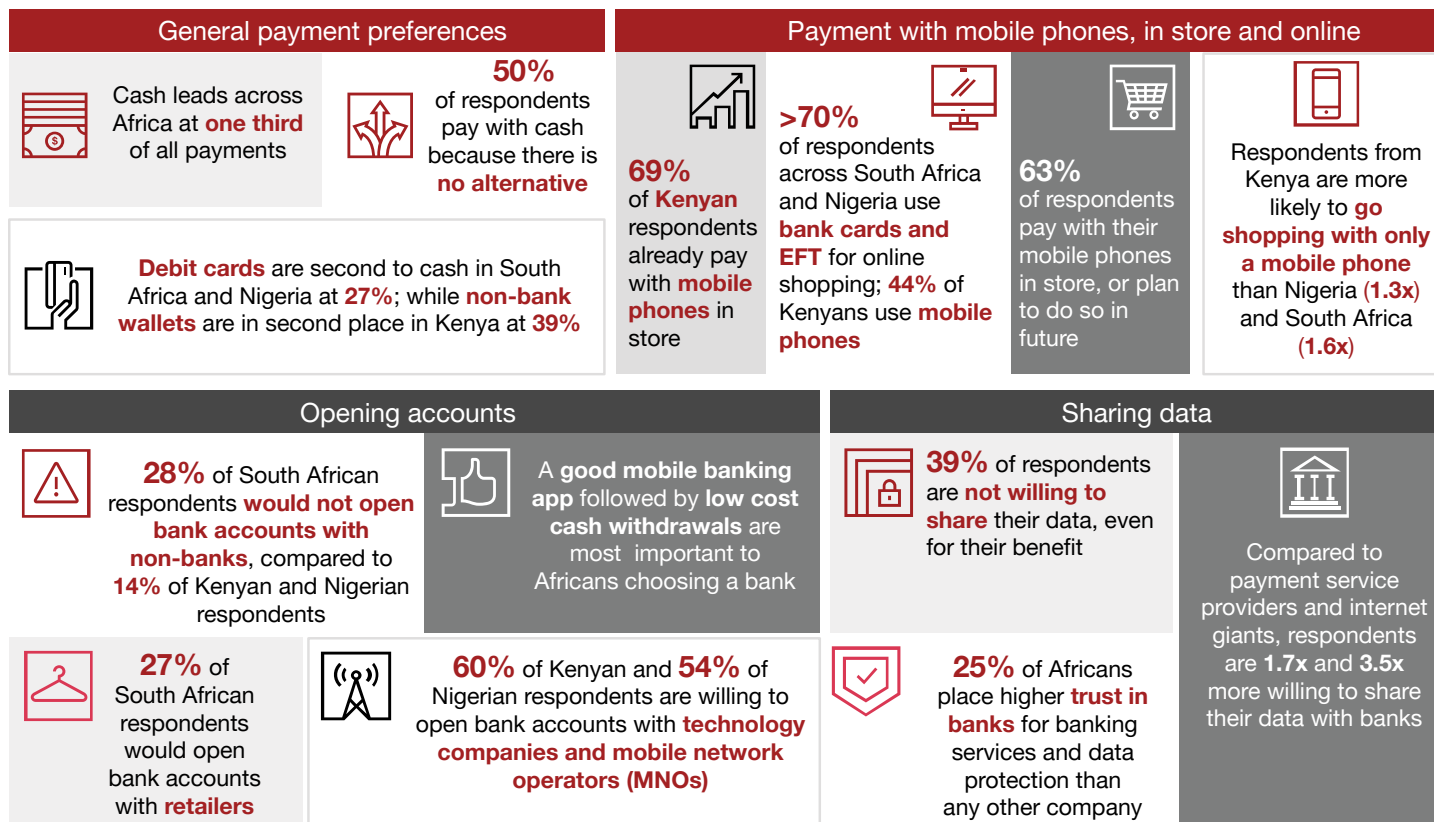 General payment preferences
Cash leads across
Africa at one third
of all payments
50%
of respondents
pay with cash
because there is
no alternative
Debit cards are second to cash in South
Africa and Nigeria at 27%; while non-bank
wallets are in second place in Kenya at 39%
Payment with mobile phones, in store and online
69%
of Kenyan
respondents
already pay
with mobile
phones in
store
>70%
of respondents
across South Africa
and Nigeria use
bank cards and
EFT for online
shopping; 44% of
Kenyans use mobile
phones
63%
of respondents
pay with their
mobile phones
in store, or plan
to do so in
future
Respondents from
Kenya are more
likely to go
shopping with only
a mobile phone
than Nigeria (1.3x)
and South Africa
(1.6x)
Opening accounts
28% of South African
respondents would not open
bank accounts with
non-banks, compared to
14% of Kenyan and Nigerian
respondents
A good mobile banking
app followed by low cost
cash withdrawals are
most important to
Africans choosing a bank
27% of
South African
respondents
would open
bank accounts
with retailers
60% of Kenyan and 54% of
Nigerian respondents are willing to
open bank accounts with technology
companies and mobile network
operators (MNOs)
Sharing data
39% of respondents
are not willing to
share their data, even
for their benefit
25% of Africans
place higher trust in
banks for banking
services and data
protection than
any other company
Compared to
payment service
providers and internet
giants, respondents
are 1.7x and 3.5x
more willing to share
their data with banks